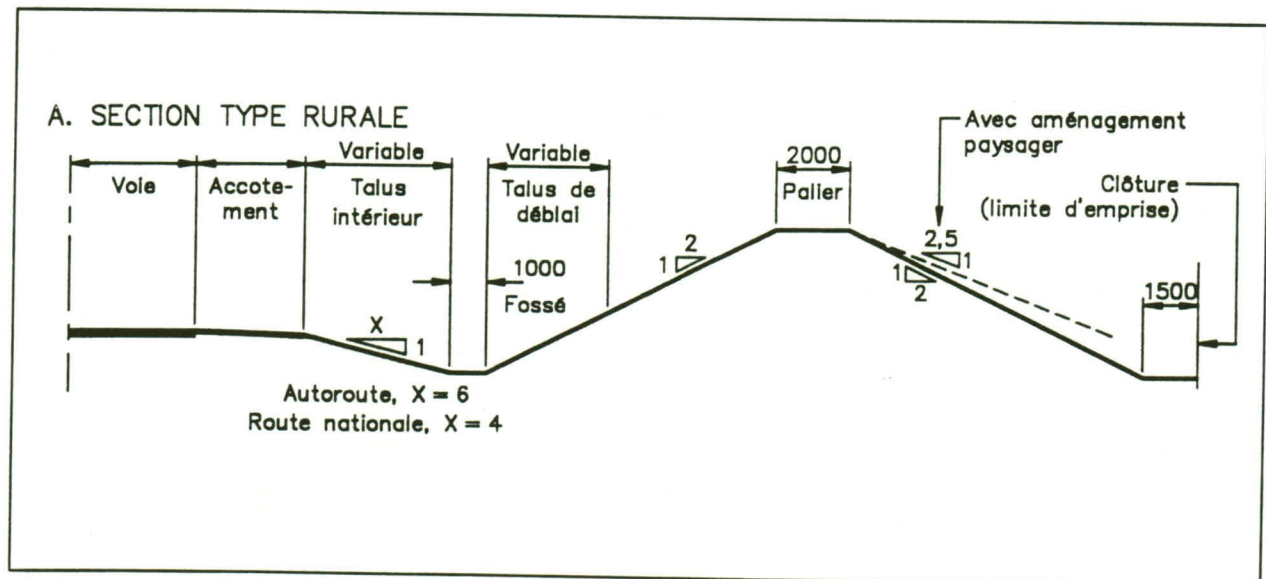 A. SECTION TYPE RURALE
Voie
Accote-
ment
Variable
Talus
intérieur
Variable
Talus de
déblai
1000
Fossé
X
1
Autoroute, X = 6
Route nationale, X = 4
2
1
2000
Palier
Avec aménagement
paysager
2,5
1
1
2
Clôture
(limite d'emprise)
1500